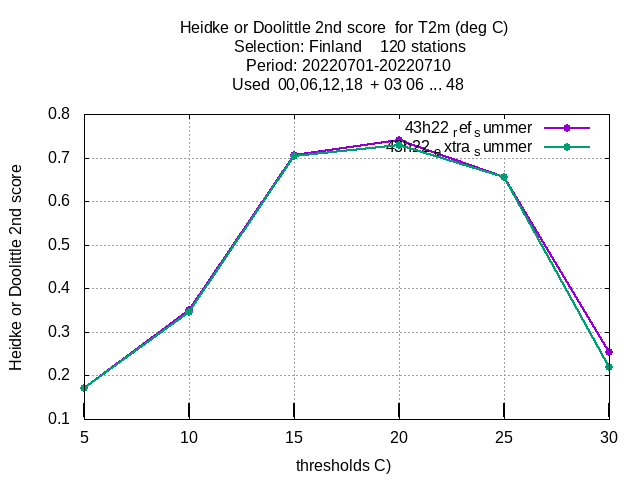 Heidke or Doolittle 2nd score for T2m (deg C)
Selection: Finland 120 stations
Period: 20220701-20220710
Used 00,06,12,18 + 03 06 ... 48
0.8
0.7
0.6
0.5
0.4
0.3
0.2
0.1
Heidke or Doolittle 2nd score
43h22 ref summer
43h22 extra summer
5 10 15 20 25 30
thresholds C)